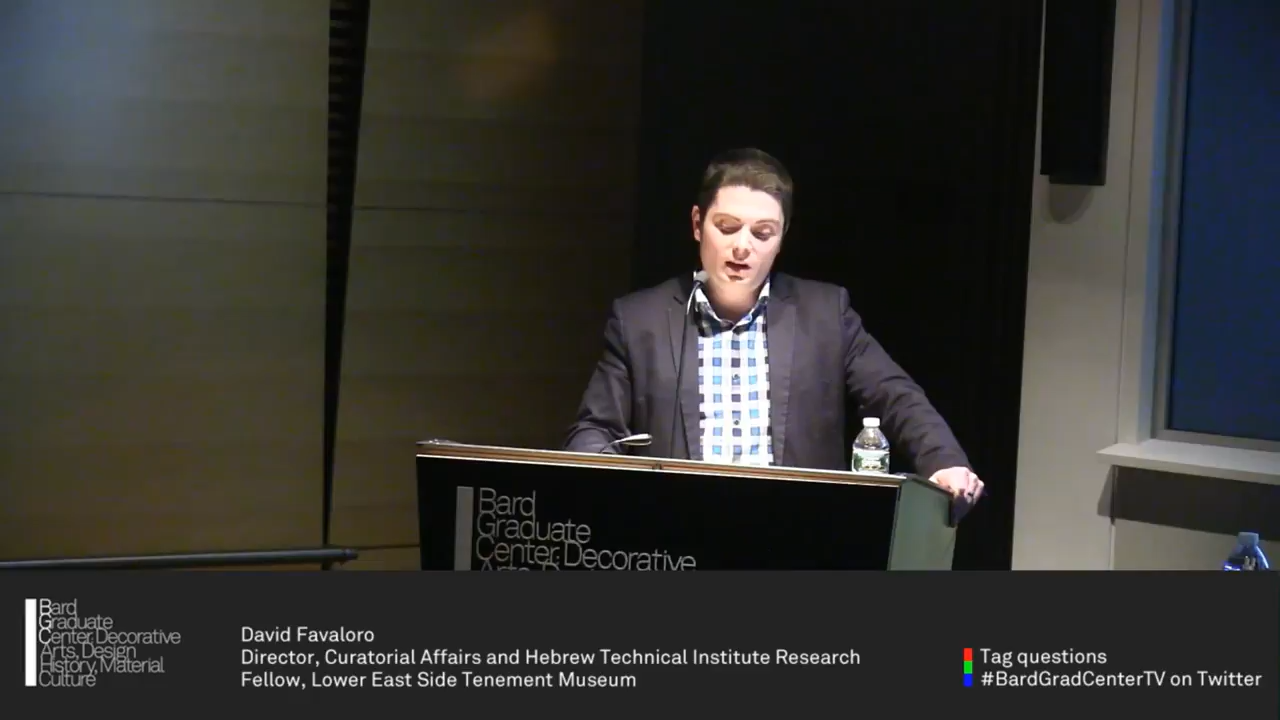 Bard
Graduate
Center: Decorative
Bard
Graduate
Center: Decorative
Arts, Design
History, Material
Culture
David Favaloro
Director, Curatorial Affairs and Hebrew Technical Institute Research
Fellow, Lower East Side Tenement Museum
Tag questions
#BardGradCenterTV on Twitter